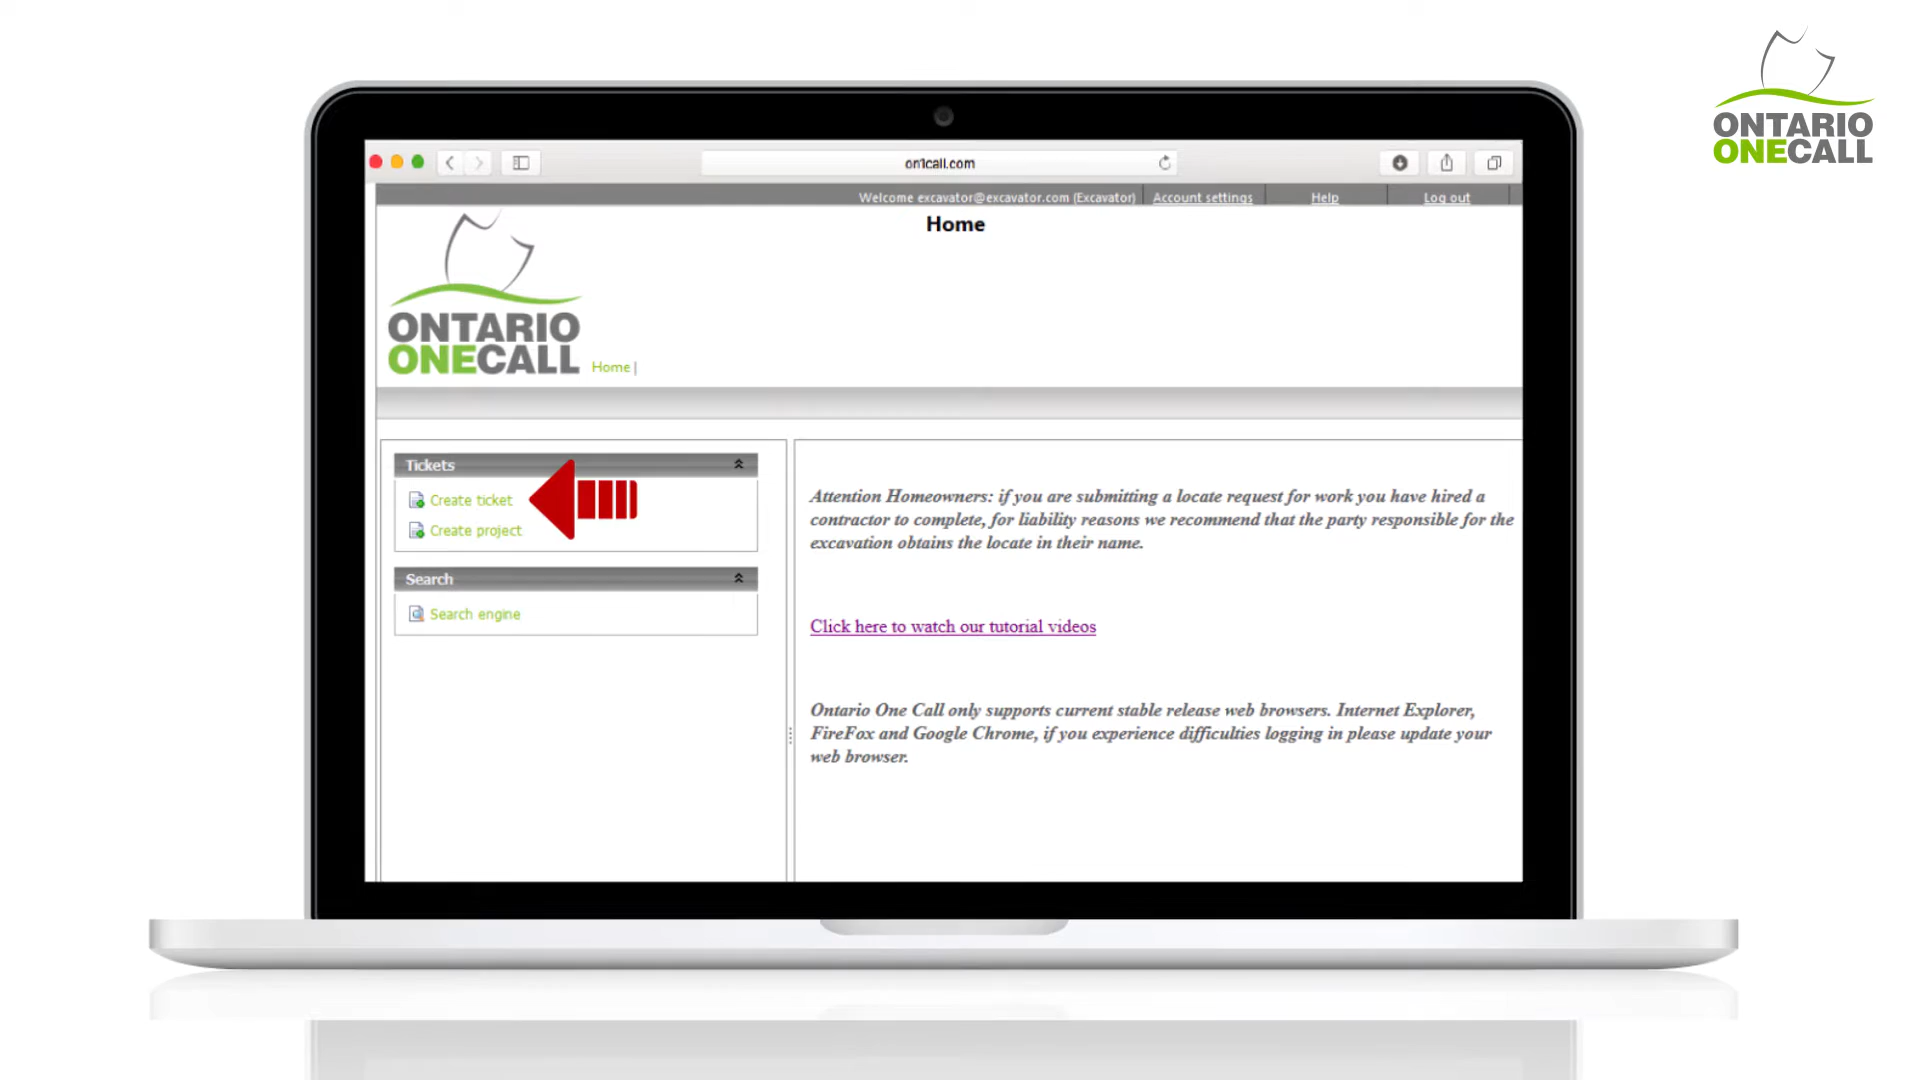 ONTARIO
ONECALL
on1call.com
Welcome excavator@excavator.com (Excavator)
Account settings
Help
Log out
Home
ONTARIO
ONECALL
Home |
Tickets
Create ticket
Create project
Search
Search engine
Attention Homeowners: if you are submitting a locate request for work you have hired a
contractor to complete, for liability reasons we recommend that the party responsible for the
excavation obtains the locate in their name.
Click here to watch our tutorial videos
Ontario One Call only supports current stable release web browsers. Internet Explorer,
FireFox and Google Chrome, if you experience difficulties logging in please update your
web browser.